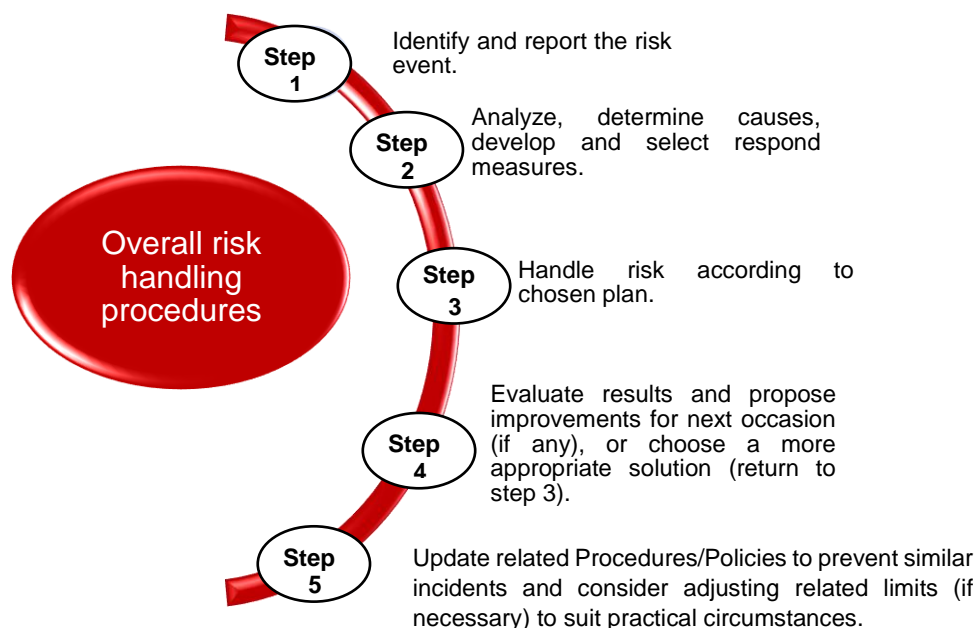 Step
1
Identify and report the risk
event.
Step
2
Analyze, determine causes,
develop and select respond
measures.
Overall risk
handling
procedures
Step
3
Handle risk according to
chosen plan.
Step
4
Evaluate results and propose
improvements for next occasion
(if any), or choose a more
appropriate solution (return to
step 3).
Step
5
Update related Procedures/Policies to prevent similar
incidents and consider adjusting related limits (if
necessary) to suit practical circumstances.